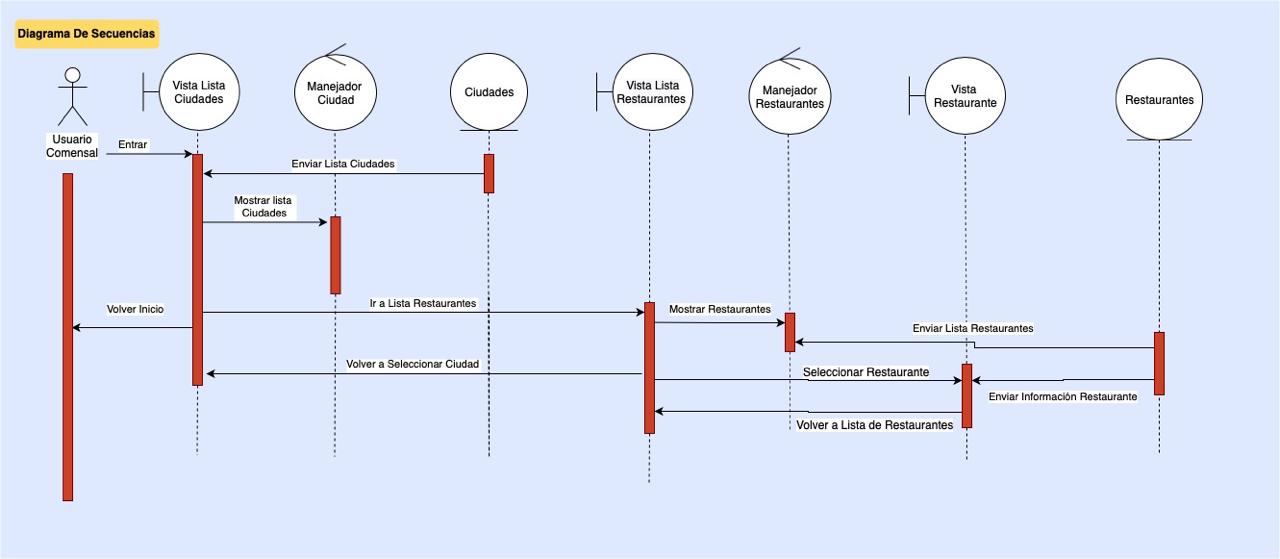 Diagrama De Secuencias
Usuario
Comensal
Vista Lista
Ciudades
Manejador
Ciudad
Ciudades
Vista Lista
Restaurantes
Manejador
Restaurantes
Vista
Restaurante
Restaurantes
Entrar
Enviar Lista Ciudades
Mostrar lista
Ciudades
Ir a Lista Restaurantes
Volver Inicio
Mostrar Restaurantes
Enviar Lista Restaurantes
Volver a Seleccionar Ciudad
Seleccionar Restaurante
Enviar Información Restaurante
Volver a Lista de Restaurantes